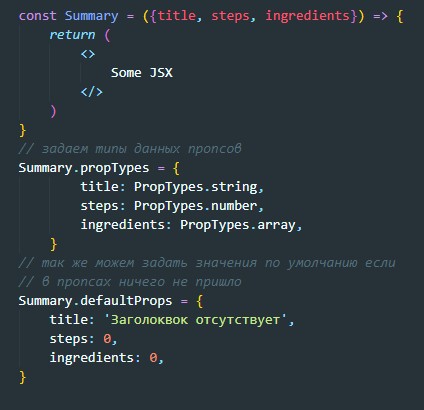 const Summary = ({title, steps, ingredients}) => {
return (
<>
Some JSX
</>
)
}
// задаем типы данных пропсов
Summary.propTypes = {
title: PropTypes.string,
steps: PropTypes.number,
ingredients: PropTypes.array,
}
// так же можем задать значения по умолчанию если
// в пропсах ничего не пришло
Summary.defaultProps = {
title: 'Заголоквок отсутствует',
steps: 0,
ingredients: 0,
}